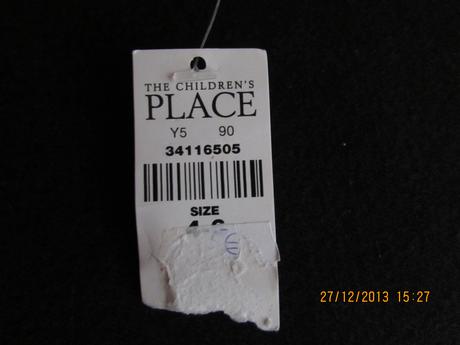 THE CHILDREN'S
PLACE
Y5 90
34116505
SIZE
27/12/2013 15:27